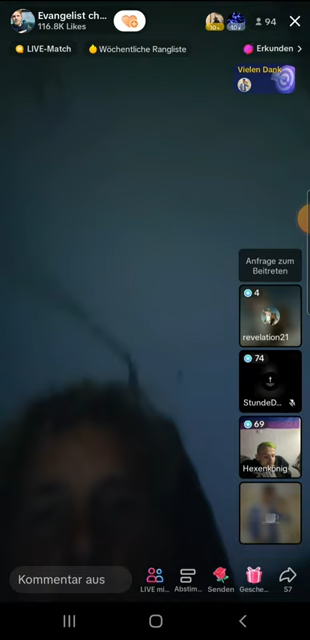 Evangelist ch...
116.8K Likes
94
LIVE-Match
Wöchentliche Rangliste
Erkunden
Vielen Dank
Anfrage zum
Beitreten
4
revelation21
74
StundeD...
69
Hexenkönig
Kommentar aus
LIVE mi...
Abstim...
Senden
Gesche...
57